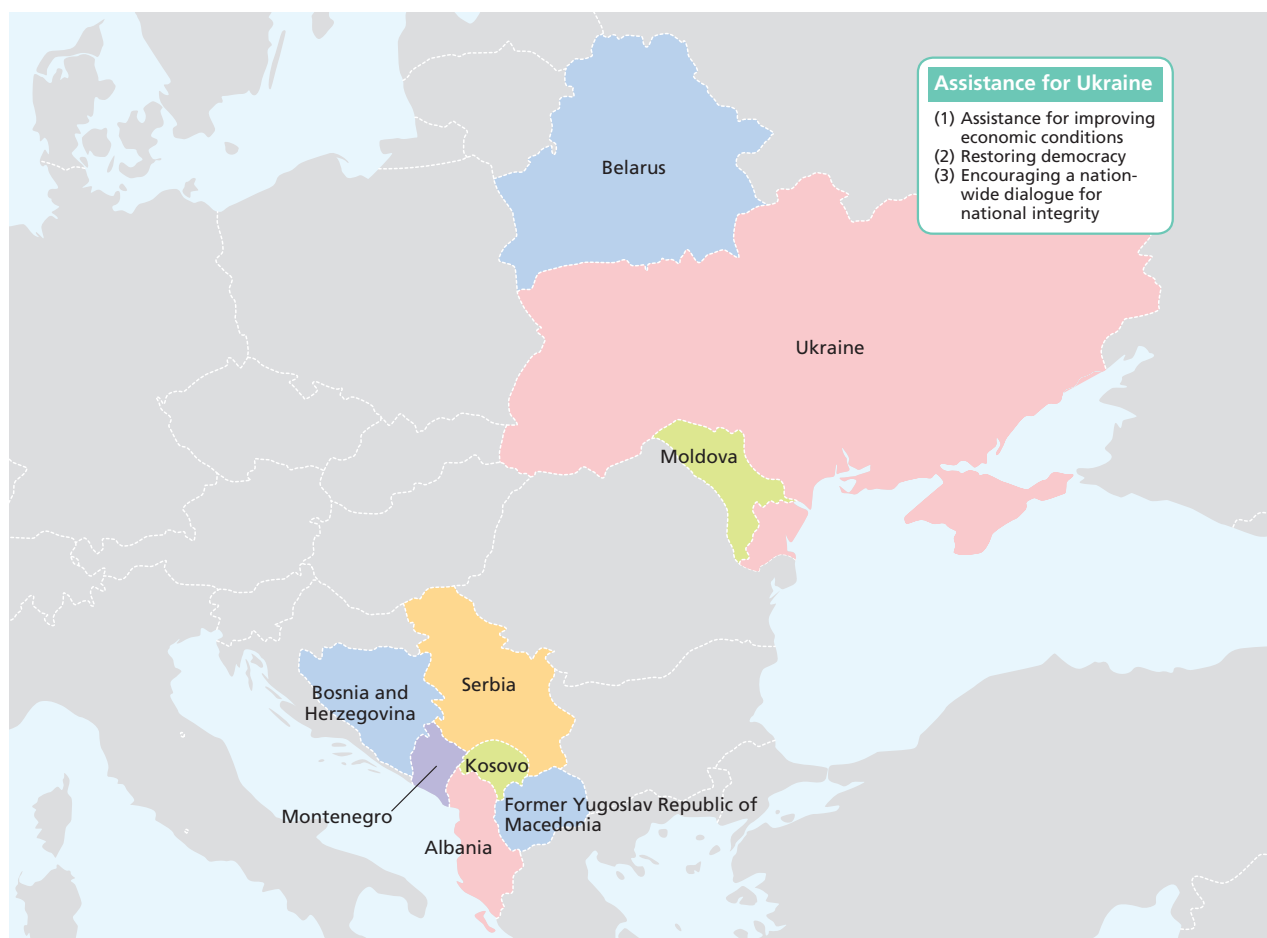 Assistance for Ukraine
(1) Assistance for improving
economic conditions
(2) Restoring democracy
(3) Encouraging a nation-
wide dialogue for
national integrity
Belarus
Ukraine
Moldova
Serbia
Bosnia and
Herzegovina
Kosovo
Montenegro
Former Yugoslav Republic of
Macedonia
Albania